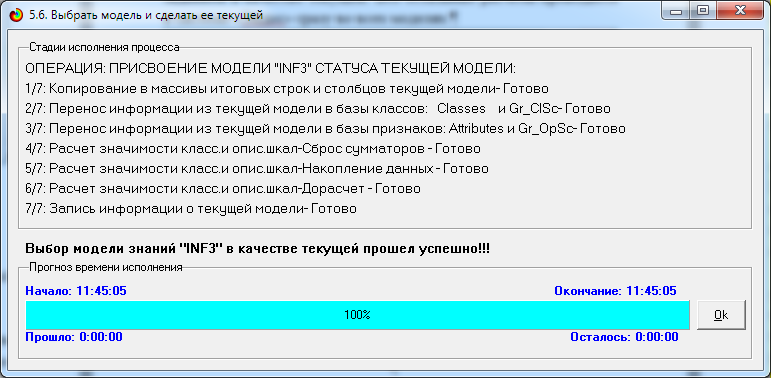 5.6. Выбрать модель и сделать ее текущей
Стадии исполнения процесса
ОПЕРАЦИЯ: ПРИСВОЕНИЕ МОДЕЛИ "INF3" СТАТУСА ТЕКУЩЕЙ МОДЕЛИ:
1/7: Копирование в массивы итоговых строк и столбцов текущей модели- Готово
2/7: Перенос информации из текущей модели в базы классов: Classes и Gr_ClSc- Готово
3/7: Перенос информации из текущей модели в базы признаков: Attributes и Gr_OpSc- Готово
4/7: Расчет значимости класс.и опис.шкал-Сброс сумматоров - Готово
5/7: Расчет значимости класс.и опис.шкал-Накопление данных - Готово
6/7: Расчет значимости класс.и опис.шкал-Дорасчет - Готово
7/7: Запись информации о текущей модели- Готово
Выбор модели знаний "INF3" в качестве текущей прошел успешно!!!
Прогноз времени исполнения
Начало: 11:45:05 Окончание: 11:45:05
100%
Ok
Прошло: 0:00:00 Осталось: 0:00:00